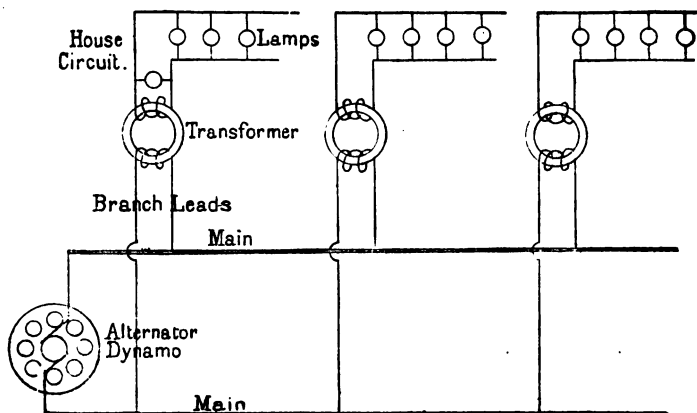 House
Circuit.
Lamps
Transformer
Branch Leads
Main
Alternator
Dynamo
Main